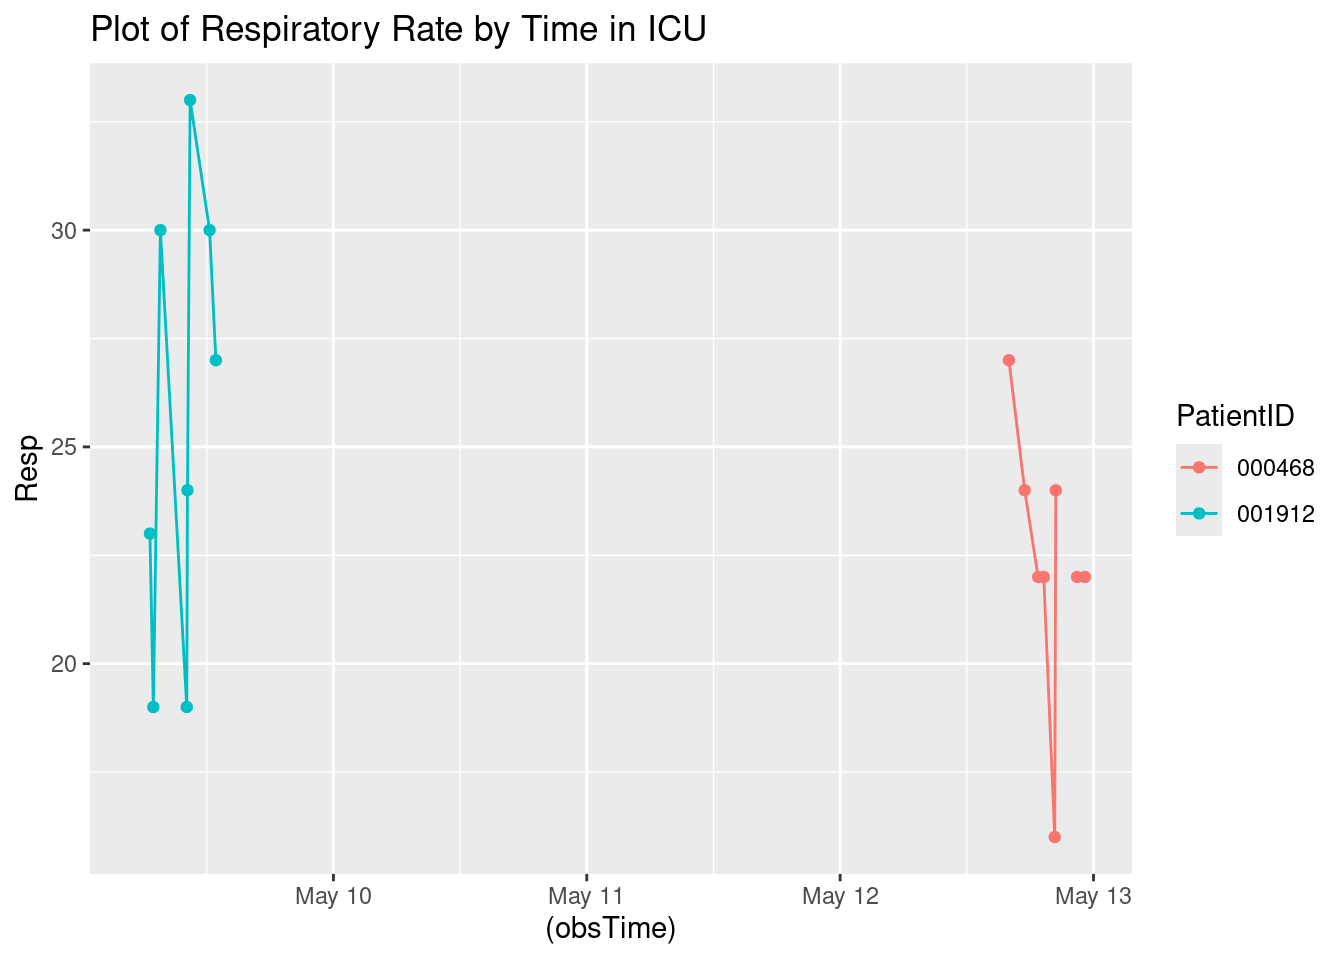 Plot of Respiratory Rate by Time in ICU
30
25
20
Resp
May 10
May 11
May 12
May 13
(obsTime)
PatientID
000468
001912